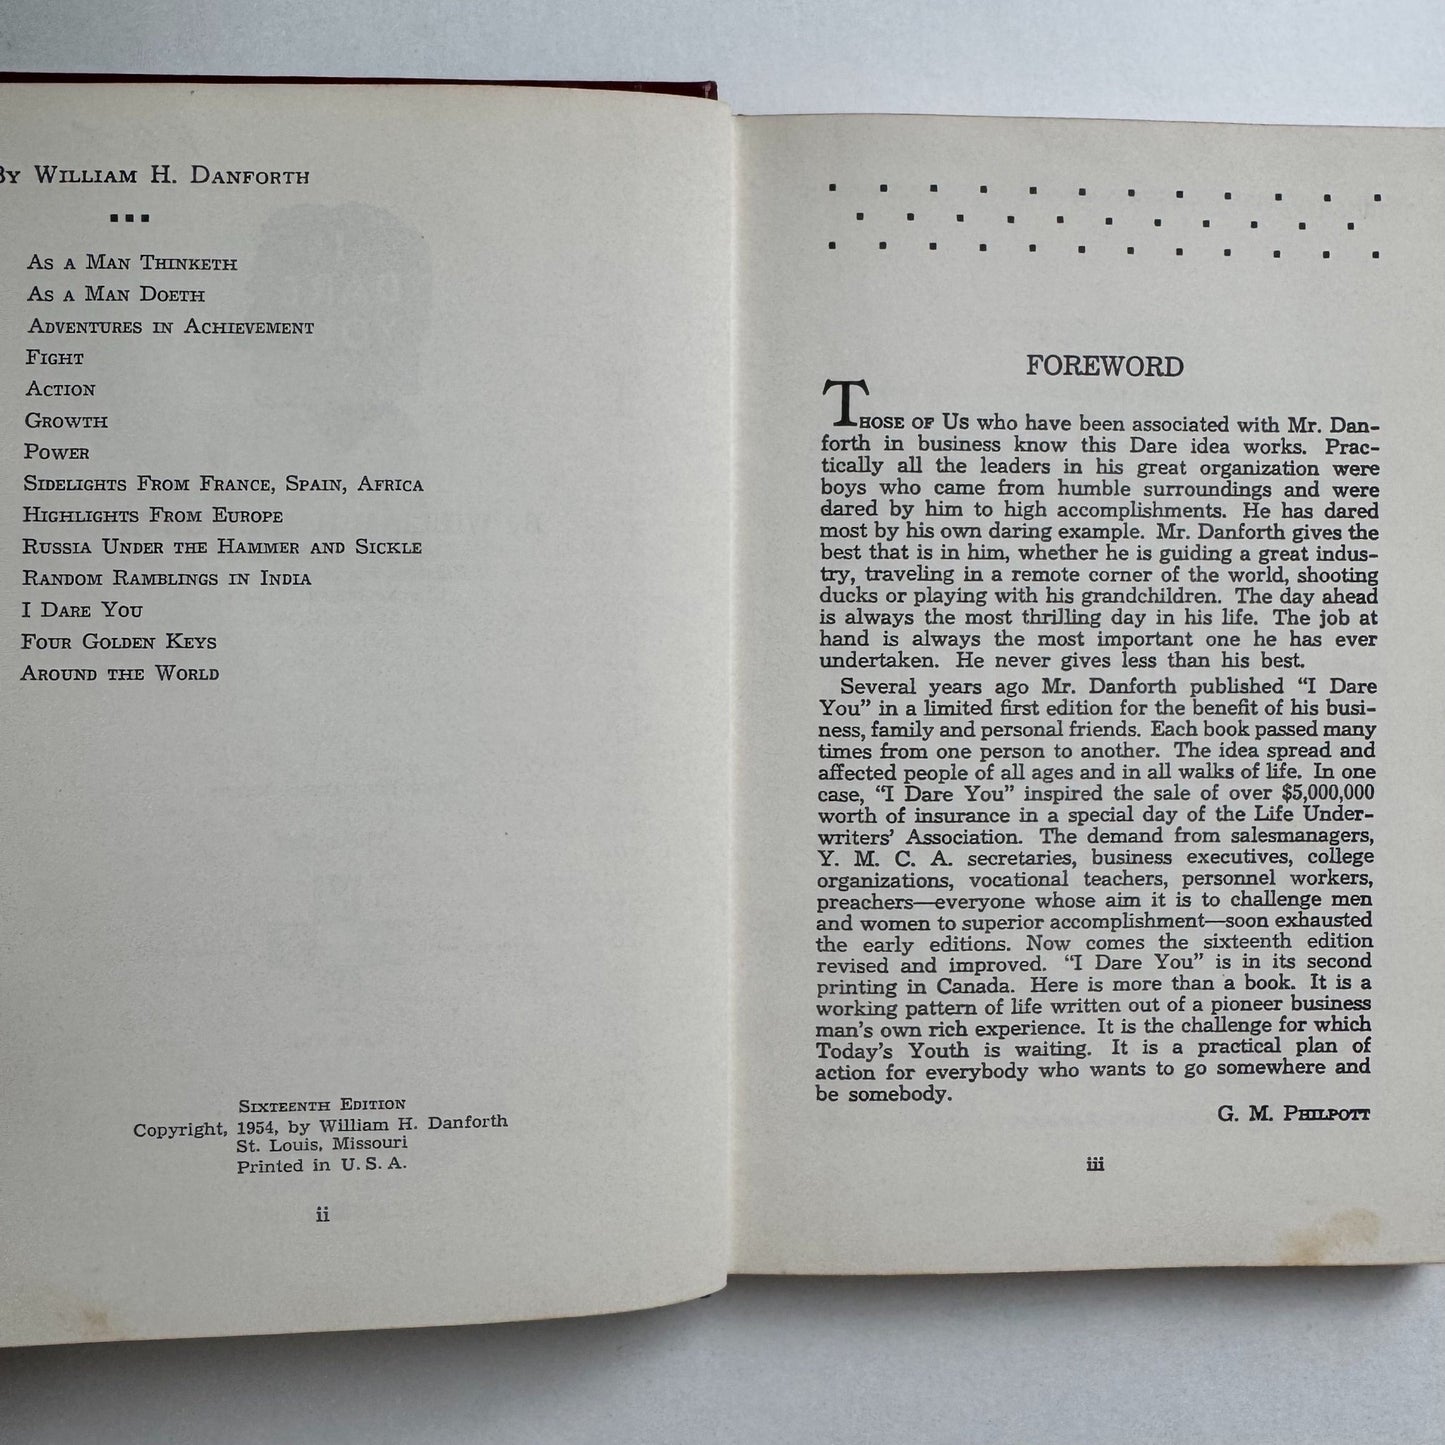 By William H. Danforth
As a Man Thinketh
As a Man Doeth
Adventures in Achievement
Fight
Action
Growth
Power
Sidelights From France, Spain, Africa
Highlights From Europe
Russia Under the Hammer and Sickle
Random Ramblings in India
I Dare You
Four Golden Keys
Around the World
Sixteenth Edition
Copyright, 1954, by William H. Danforth
St. Louis, Missouri
Printed in U. S. A.
ii
FOREWORD
Those of Us who have been associated with Mr. Dan-
forth in business know this Dare idea works. Prac-
tically all the leaders in his great organization were
boys who came from humble surroundings and were
dared by him to high accomplishments. He has dared
most by his own daring example. Mr. Danforth gives the
best that is in him, whether he is guiding a great indus-
try, traveling in a remote corner of the world, shooting
ducks or playing with his grandchildren. The day ahead
is always the most thrilling day in his life. The job at
hand is always the most important one he has ever
undertaken. He never gives less than his best.
Several years ago Mr. Danforth published "I Dare
You" in a limited first edition for the benefit of his busi-
ness, family and personal friends. Each book passed many
times from one person to another. The idea spread and
affected people of all ages and in all walks of life. In one
case, "I Dare You" inspired the sale of over $5,000,000
worth of insurance in a special day of the Life Under-
writers' Association. The demand from salesmanagers,
Y. M. C. A. secretaries, business executives, college
organizations, vocational teachers, personnel workers,
preachers—everyone whose aim it is to challenge men
and women to superior accomplishment—soon exhausted
the early editions. Now comes the sixteenth edition
revised and improved. "I Dare You" is in its second
printing in Canada. Here is more than a book. It is a
working pattern of life written out of a pioneer business
man's own rich experience. It is the challenge for which
Today's Youth is waiting. It is a practical plan of
action for everybody who wants to go somewhere and
be somebody.
G. M. Philpott
iii